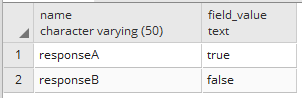 name field_value
character varying (50) text
1 responseA true
2 responseB false